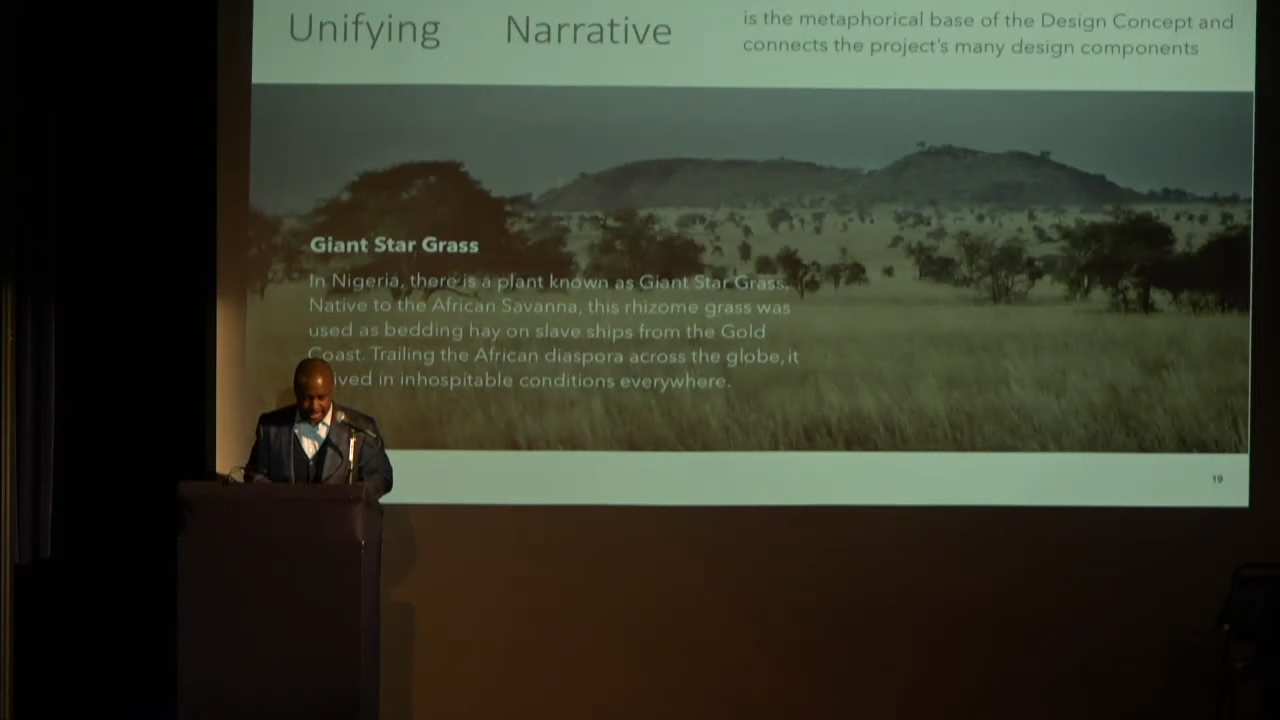 Unifying Narrative
is the metaphorical base of the Design Concept and
connects the project's many design components
Giant Star Grass
In Nigeria, there is a plant known as Giant Star Grass.
Native to the African Savanna, this rhizome grass was
used as bedding hay on slave ships from the Gold
Coast. Trailing the African diaspora across the globe, it
in inhospitable conditions everywhere.
19